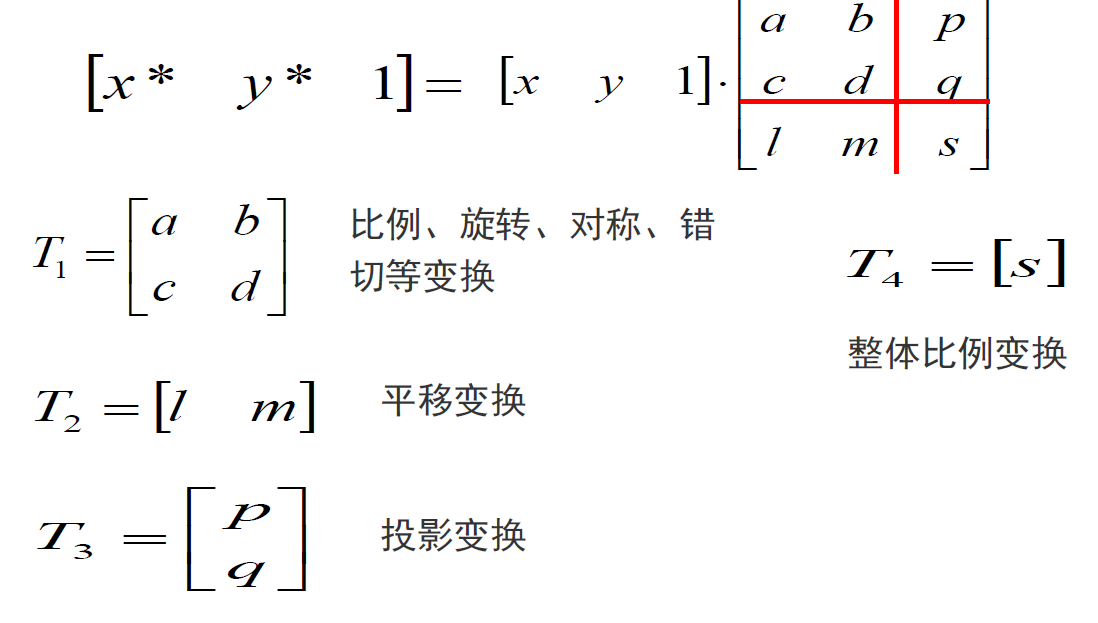 a b p
[x* y* 1] = [x y 1]· c d q
l m s
T₁ = [a b
c d]
比例、旋转、对称、错
切等变换
T₄ = [s]
整体比例变换
T₂ = [l m]
平移变换
T₃ = [p
q]
投影变换